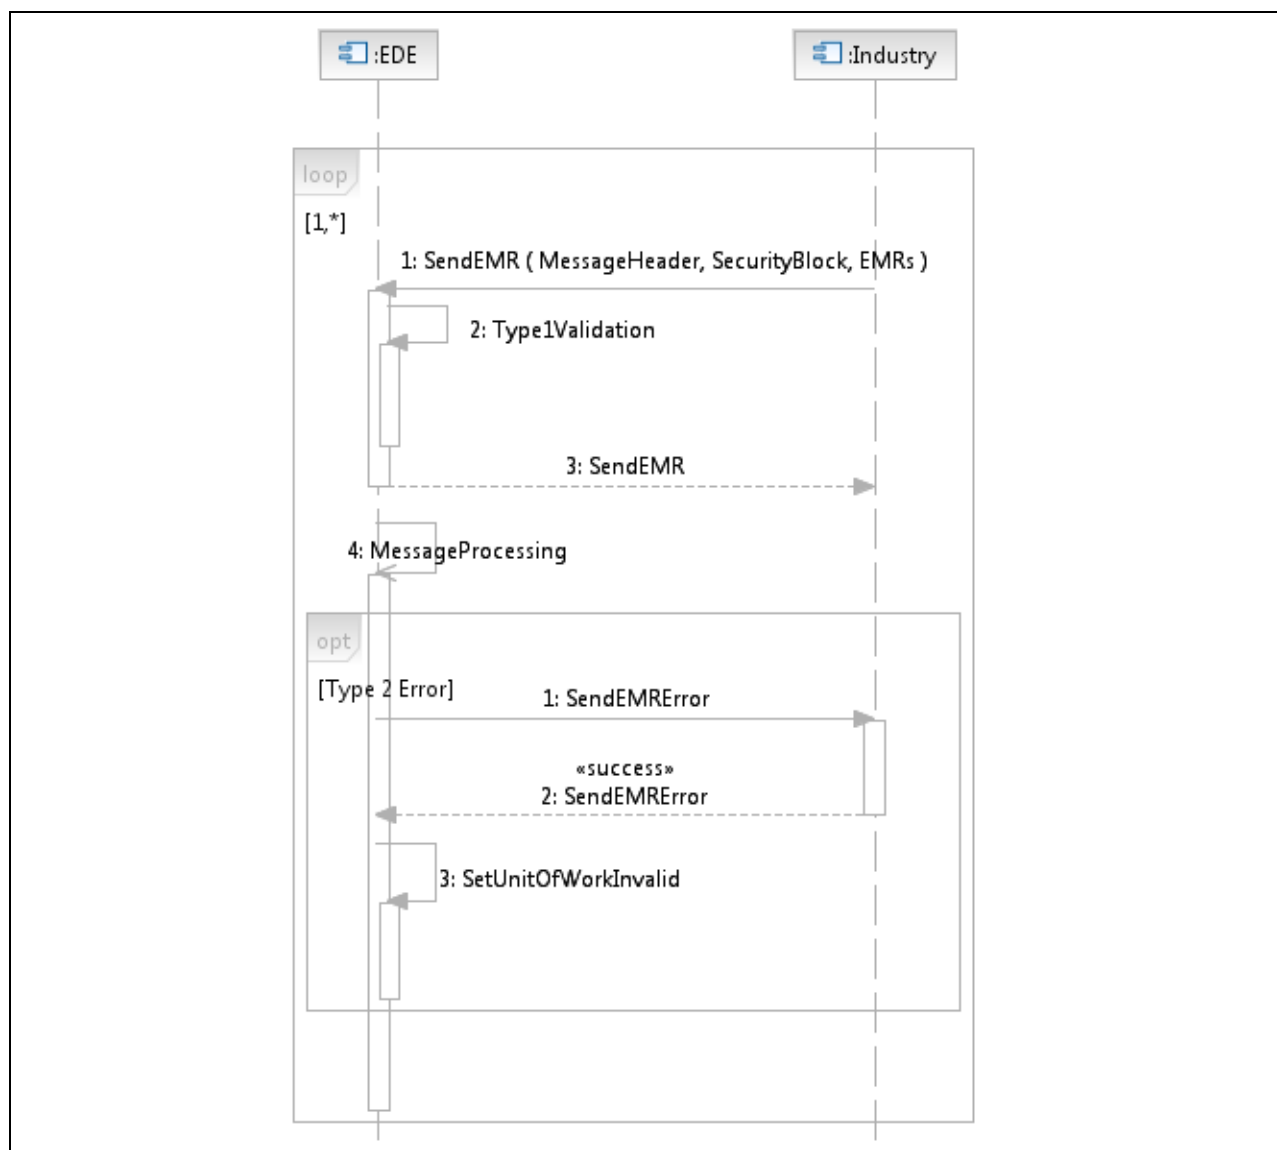 :EDE
:Industry
loop
[1,*]
1: SendEMR ( MessageHeader, SecurityBlock, EMRs )
2: Type1Validation
3: SendEMR
4: MessageProcessing
opt
[Type 2 Error]
1: SendEMRError
«success»
2: SendEMRError
3: SetUnitOfWorkInvalid